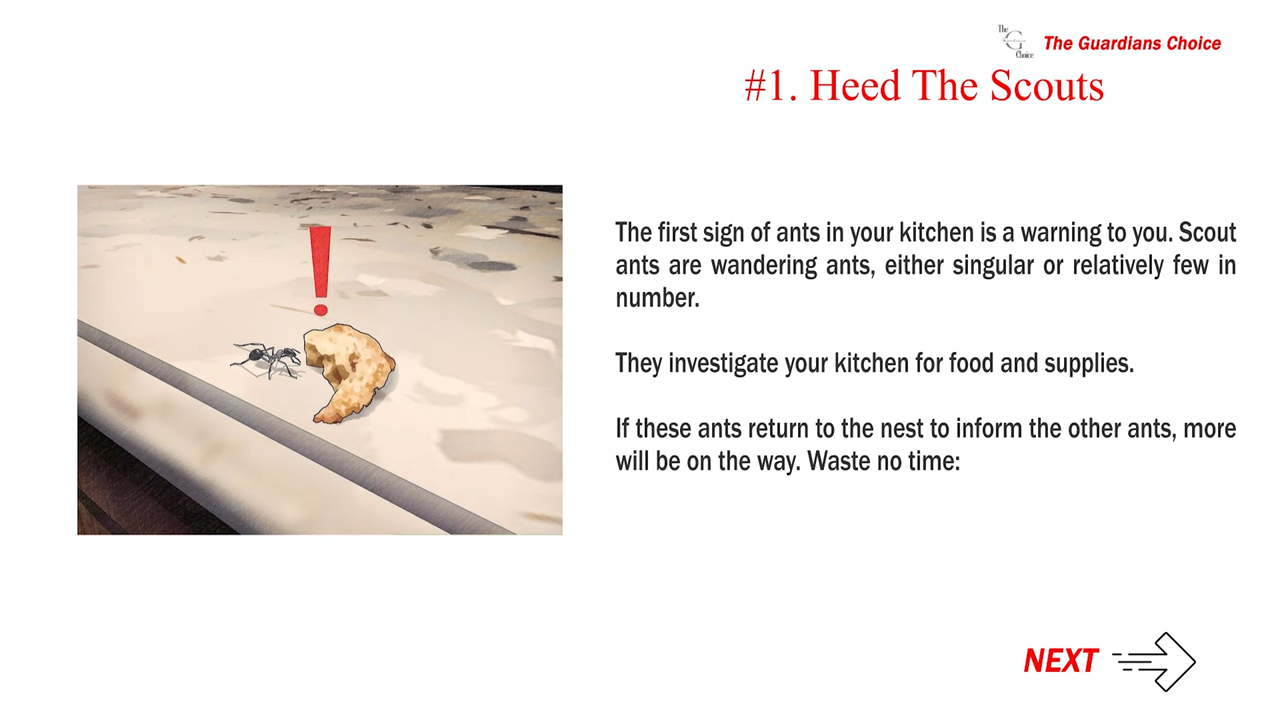 The
G
Choice
The Guardians Choice
#1. Heed The Scouts
!
The first sign of ants in your kitchen is a warning to you. Scout
ants are wandering ants, either singular or relatively few in
number.
They investigate your kitchen for food and supplies.
If these ants return to the nest to inform the other ants, more
will be on the way. Waste no time:
NEXT